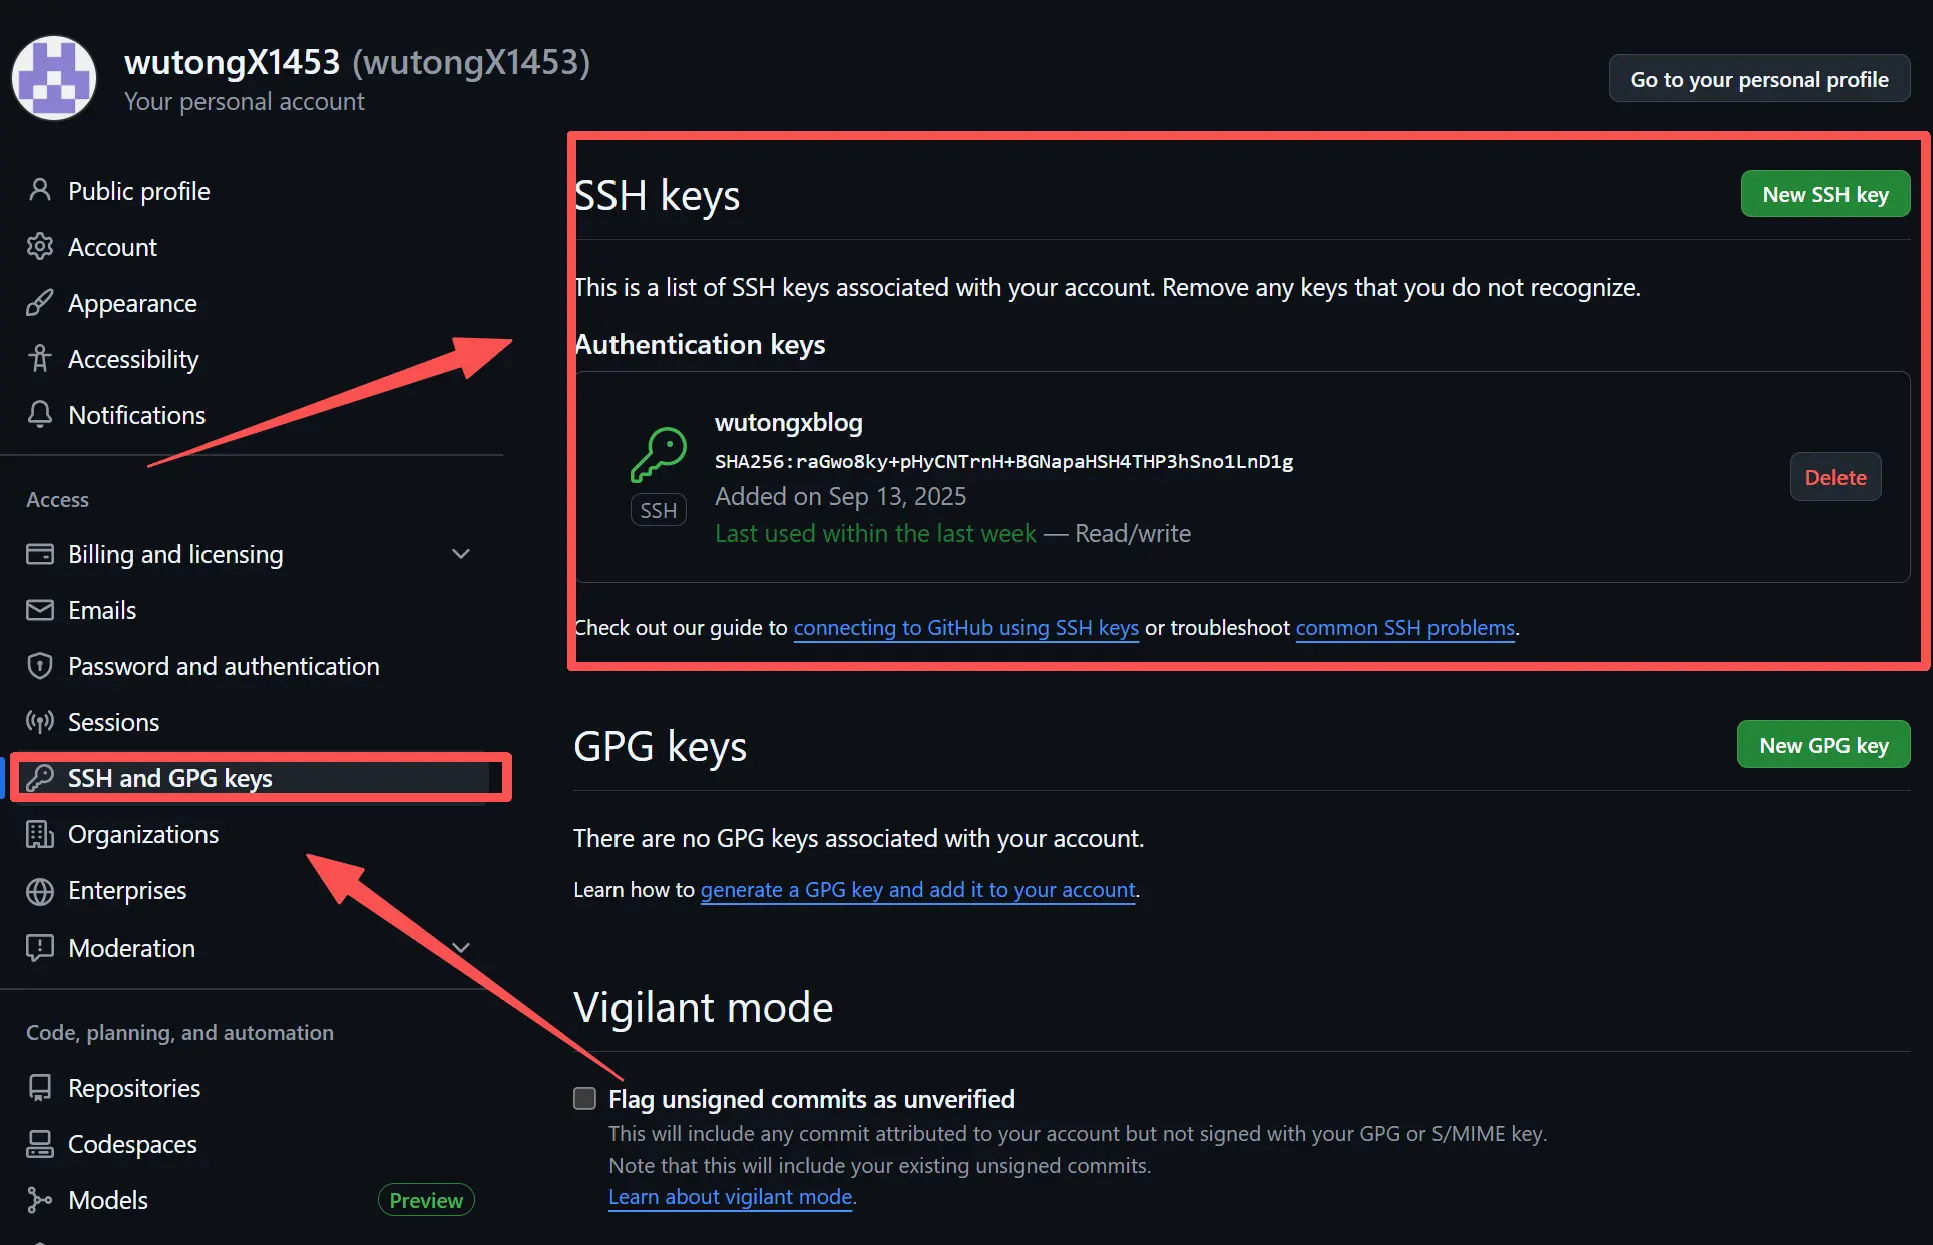 wutongX1453 (wutongX1453)
Your personal account
Go to your personal profile
Public profile
Account
Appearance
Accessibility
Notifications
Access
Billing and licensing
Emails
Password and authentication
Sessions
SSH and GPG keys
Organizations
Enterprises
Moderation
Code, planning, and automation
Repositories
Codespaces
Models
Preview
SSH keys
New SSH key
This is a list of SSH keys associated with your account. Remove any keys that you do not recognize.
Authentication keys
wutongxblog
SHA256:raGwo8ky+pHyCNTrnH+BGNapaHSH4THP3hSno1LnD1g
Added on Sep 13, 2025
Last used within the last week — Read/write
SSH
Delete
Check out our guide to connecting to GitHub using SSH keys or troubleshoot common SSH problems.
GPG keys
New GPG key
There are no GPG keys associated with your account.
Learn how to generate a GPG key and add it to your account.
Vigilant mode
Flag unsigned commits as unverified
This will include any commit attributed to your account but not signed with your GPG or S/MIME key.
Note that this will include your existing unsigned commits.
Learn about vigilant mode.